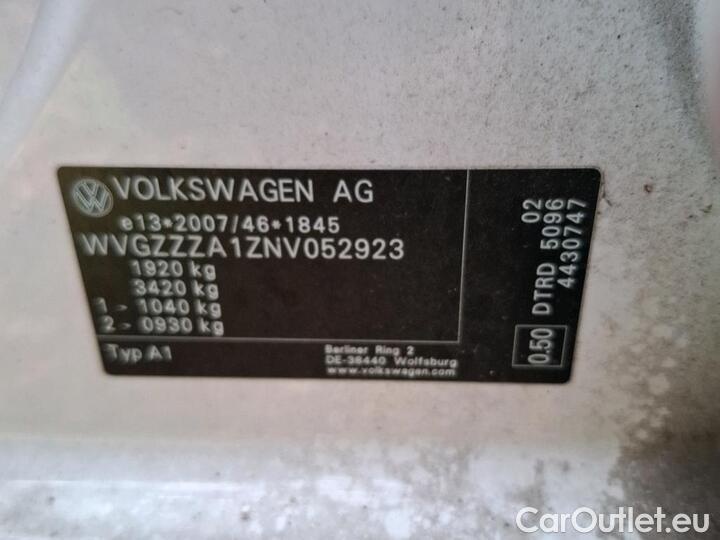 VOLKSWAGEN AG
e13*2007/46*1845
WVGZZZA1ZNV052923
1920 kg
3420 kg
1 - 1040 kg
2 - 0930 kg
Typ A1
Berliner Ring 2
DE-38440 Wolfsburg
www.volkswagen.com
0.50 DTRD 5096 02
4430747
CarOutlet.eu